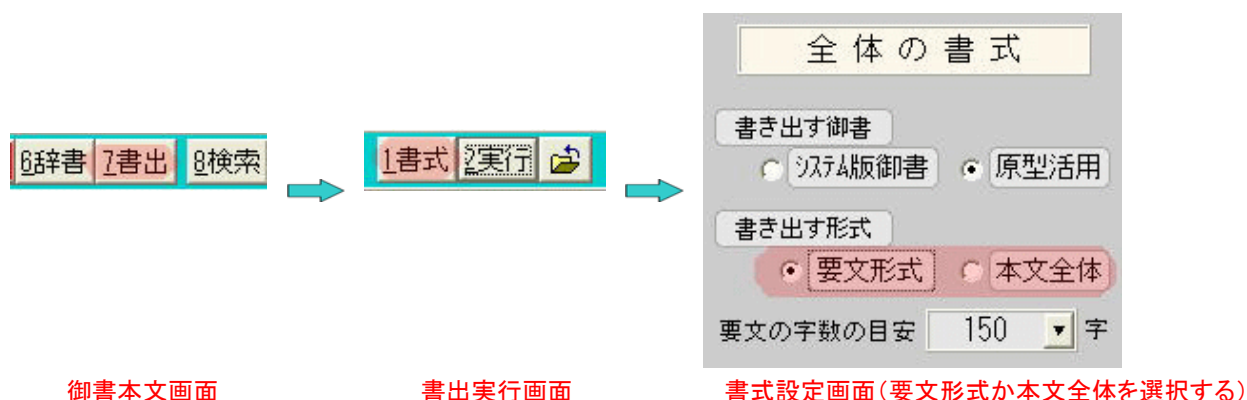 6辞書 7書出 8検索
1書式 2実行
全体の書式
書き出す御書
システム版御書 原型活用
書き出す形式
要文形式 本文全体
要文の字数の目安 150 字
御書本文画面
書出実行画面
書式設定画面(要文形式か本文全体を選択する)